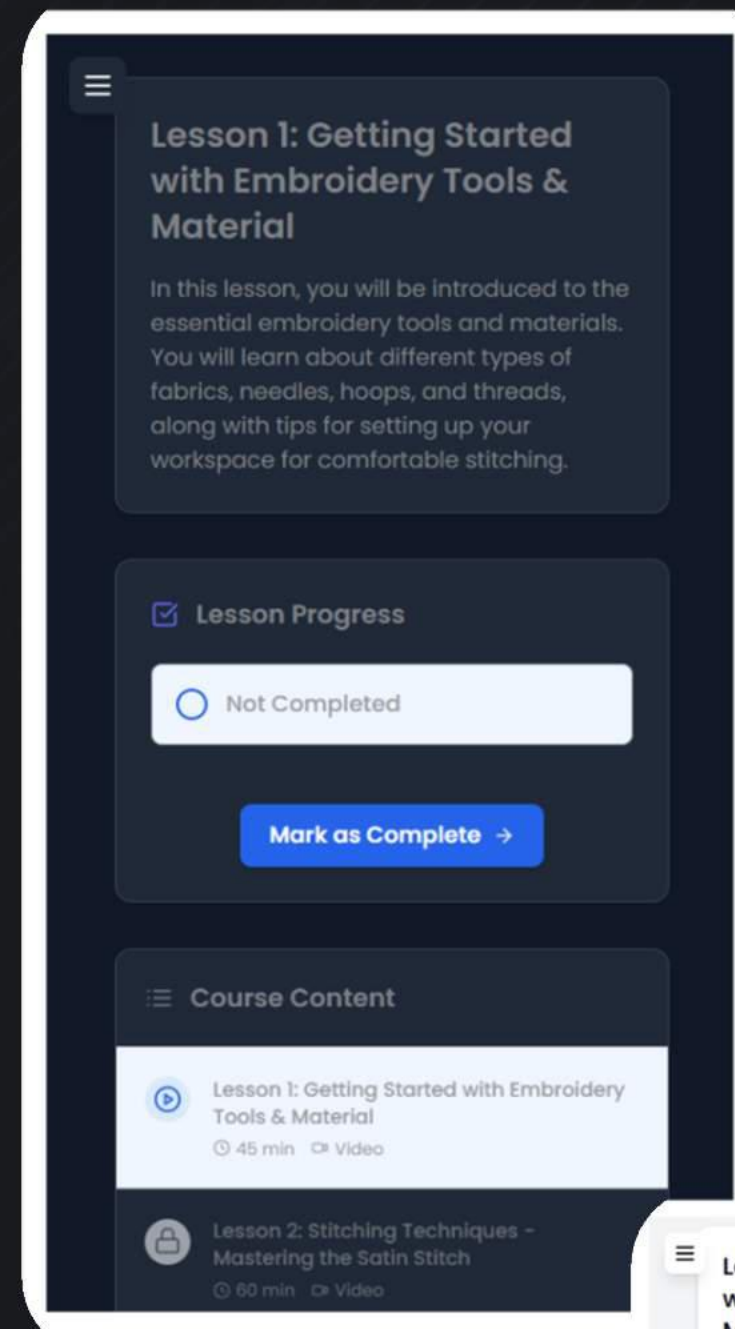 Lesson 1: Getting Started
with Embroidery Tools &
Material
In this lesson, you will be introduced to the
essential embroidery tools and materials.
You will learn about different types of
fabrics, needles, hoops, and threads,
along with tips for setting up your
workspace for comfortable stitching.
Lesson Progress
Not Completed
Mark as Complete →
Course Content
Lesson 1: Getting Started with Embroidery
Tools & Material
45 min Video
Lesson 2: Stitching Techniques -
Mastering the Satin Stitch
60 min Video